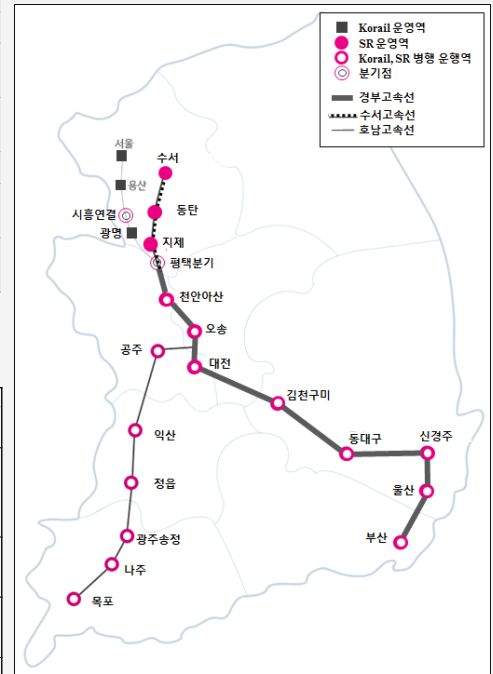 Korail 운영역
SR 운영역
Korail, SR 병행 운행역
분기점
경부고속선
수서고속선
호남고속선
서울
수서
용산
시흥연결
동탄
광명
지제
평택분기
천안아산
오송
공주
대전
김천구미
익산
동대구
신경주
정읍
울산
광주송정
부산
나주
목포